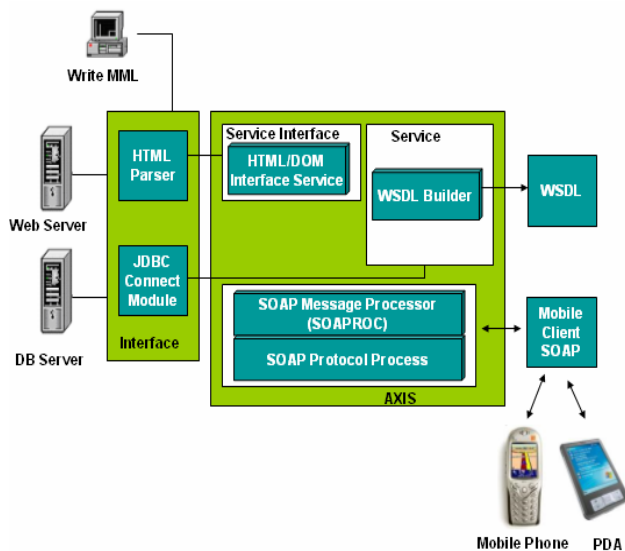 Write MML
Service Interface
Service
HTML
Parser
HTML/DOM
Interface Service
WSDL Builder
WSDL
Web Server
JDBC
Connect
Module
SOAP Message Processor
(SOAPROC)
Mobile
Client
SOAP
Interface
SOAP Protocol Process
DB Server
AXIS
Mobile Phone
PDA